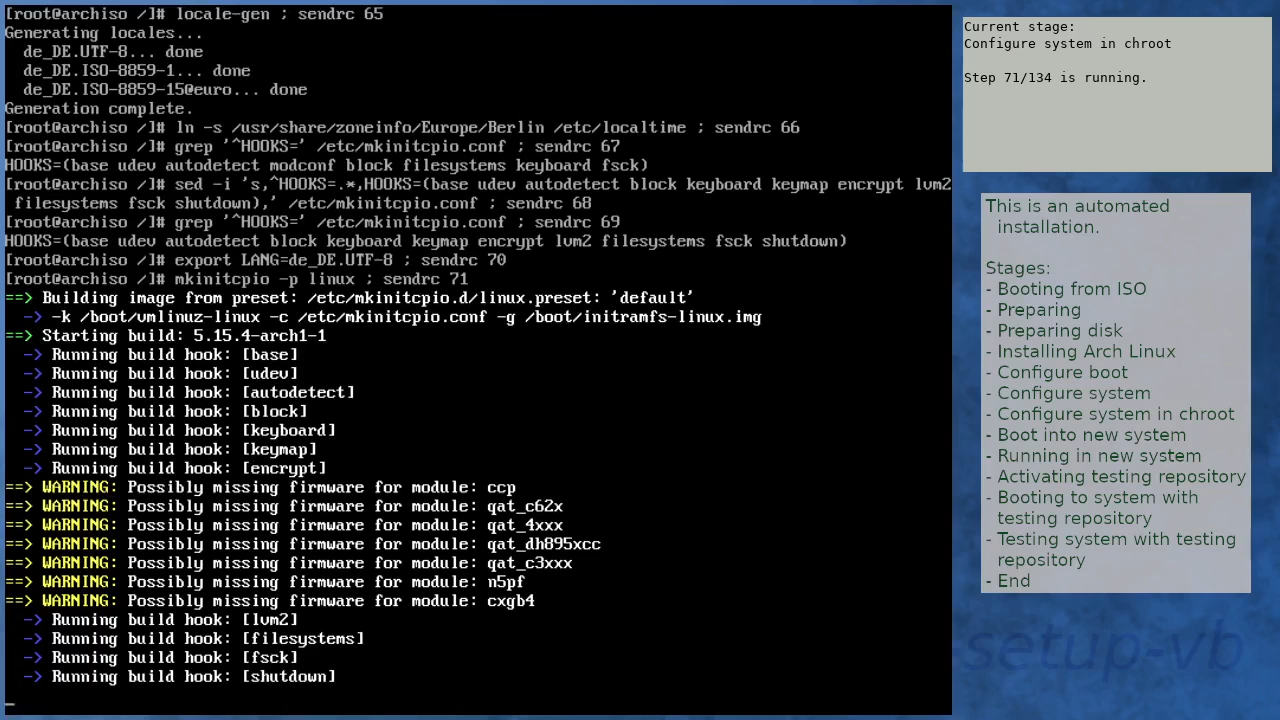 [root@archiso /]# locale-gen ; sendrc 65
Generating locales...
  de_DE.UTF-8... done
  de_DE.ISO-8859-1... done
  de_DE.ISO-8859-15@euro... done
Generation complete.
[root@archiso /]# ln -s /usr/share/zoneinfo/Europe/Berlin /etc/localtime ; sendrc 66
[root@archiso /]# grep '^HOOKS=' /etc/mkinitcpio.conf ; sendrc 67
HOOKS=(base udev autodetect modconf block filesystems keyboard fsck)
[root@archiso /]# sed -i 's,^HOOKS=.*,HOOKS=(base udev autodetect block keyboard keymap encrypt lvm2
 filesystems fsck shutdown),' /etc/mkinitcpio.conf ; sendrc 68
[root@archiso /]# grep '^HOOKS=' /etc/mkinitcpio.conf ; sendrc 69
HOOKS=(base udev autodetect block keyboard keymap encrypt lvm2 filesystems fsck shutdown)
[root@archiso /]# export LANG=de_DE.UTF-8 ; sendrc 70
[root@archiso /]# mkinitcpio -p linux ; sendrc 71
==> Building image from preset: /etc/mkinitcpio.d/linux.preset: 'default'
  -> -k /boot/vmlinuz-linux -c /etc/mkinitcpio.conf -g /boot/initramfs-linux.img
==> Starting build: 5.15.4-arch1-1
  -> Running build hook: [base]
  -> Running build hook: [udev]
  -> Running build hook: [autodetect]
  -> Running build hook: [block]
  -> Running build hook: [keyboard]
  -> Running build hook: [keymap]
  -> Running build hook: [encrypt]
==> WARNING: Possibly missing firmware for module: ccp
==> WARNING: Possibly missing firmware for module: qat_c62x
==> WARNING: Possibly missing firmware for module: qat_4xxx
==> WARNING: Possibly missing firmware for module: qat_dh895xcc
==> WARNING: Possibly missing firmware for module: qat_c3xxx
==> WARNING: Possibly missing firmware for module: n5pf
==> WARNING: Possibly missing firmware for module: cxgb4
  -> Running build hook: [lvm2]
  -> Running build hook: [filesystems]
  -> Running build hook: [fsck]
  -> Running build hook: [shutdown]
Current stage:
Configure system in chroot
Step 71/134 is running.
This is an automated
installation.
Stages:
- Booting from ISO
- Preparing
- Preparing disk
- Installing Arch Linux
- Configure boot
- Configure system
- Configure system in chroot
- Boot into new system
- Running in new system
- Activating testing repository
- Booting to system with
testing repository
- Testing system with testing
repository
- End
setup-vb